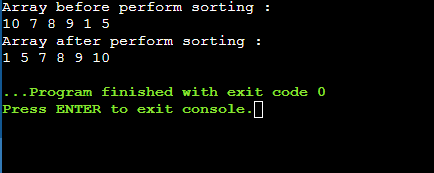 Array before perform sorting :
10 7 8 9 1 5
Array after perform sorting :
1 5 7 8 9 10
...Program finished with exit code 0
Press ENTER to exit console.